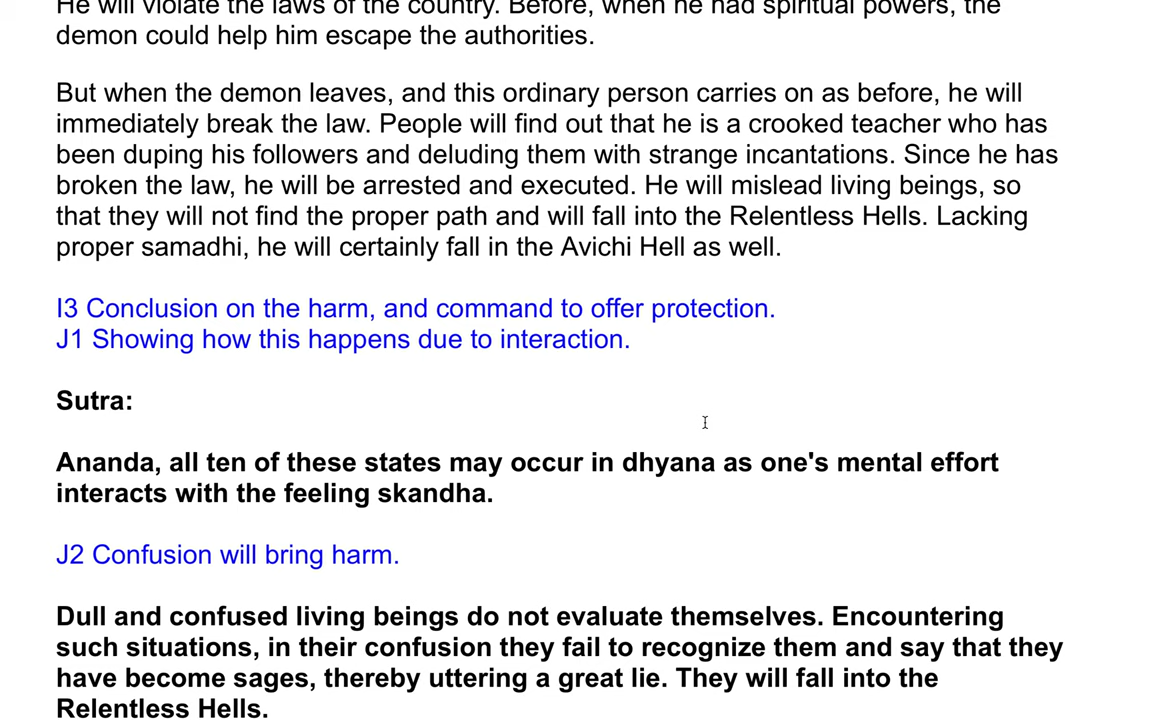 He will violate the laws of the country. Before, when he had spiritual powers, the
demon could help him escape the authorities.
But when the demon leaves, and this ordinary person carries on as before, he will
immediately break the law. People will find out that he is a crooked teacher who has
been duping his followers and deluding them with strange incantations. Since he has
broken the law, he will be arrested and executed. He will mislead living beings, so
that they will not find the proper path and will fall into the Relentless Hells. Lacking
proper samadhi, he will certainly fall in the Avichi Hell as well.
I3 Conclusion on the harm, and command to offer protection.
J1 Showing how this happens due to interaction.
Sutra:
Ananda, all ten of these states may occur in dhyana as one's mental effort
interacts with the feeling skandha.
J2 Confusion will bring harm.
Dull and confused living beings do not evaluate themselves. Encountering
such situations, in their confusion they fail to recognize them and say that they
have become sages, thereby uttering a great lie. They will fall into the
Relentless Hells.